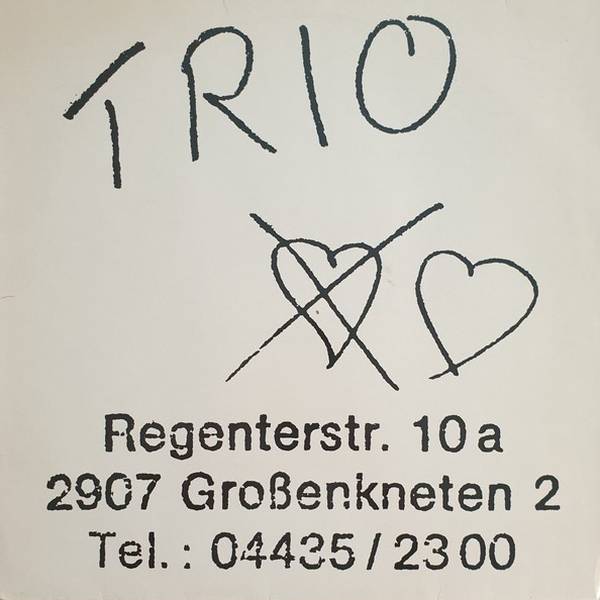 TRIO
Regenterstr. 10a
2907 Großenkneten 2
Tel.: 04435/2300